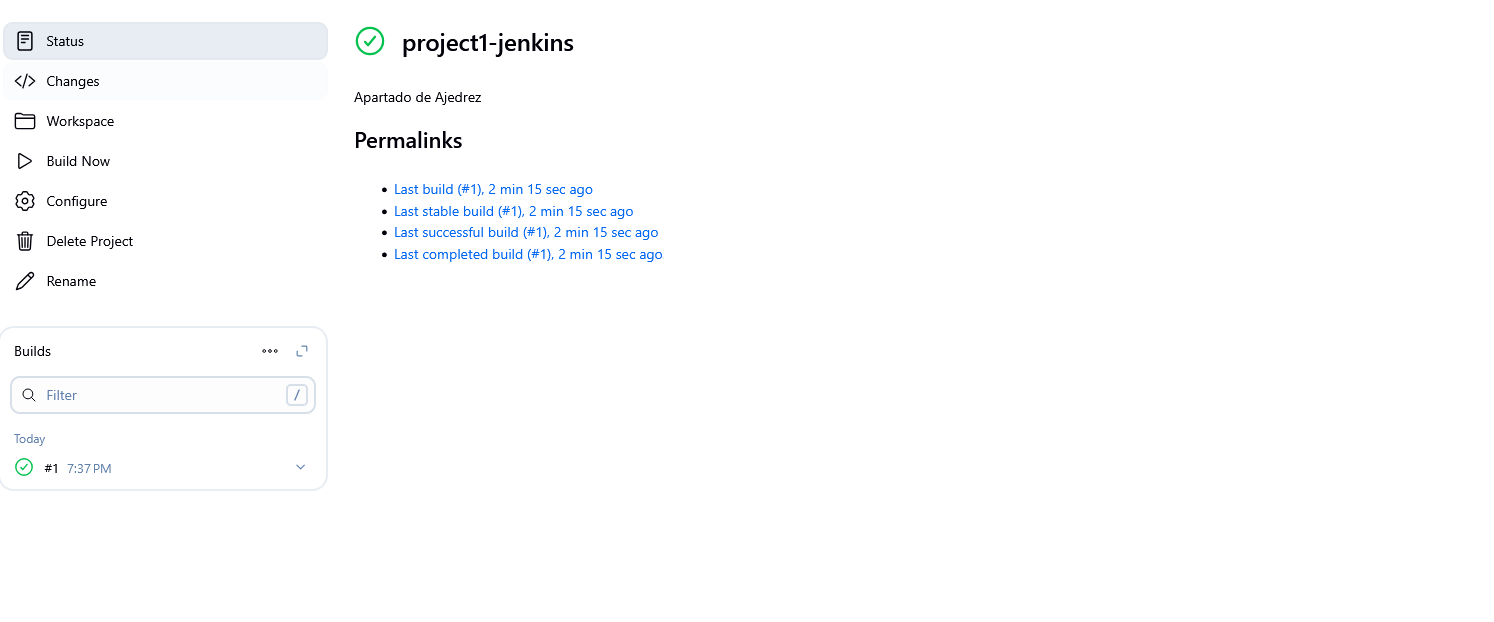 Status
Changes
Workspace
Build Now
Configure
Delete Project
Rename
Builds
Filter
/
Today
#1 7:37 PM
project1-jenkins
Apartado de Ajedrez
Permalinks
Last build (#1), 2 min 15 sec ago
Last stable build (#1), 2 min 15 sec ago
Last successful build (#1), 2 min 15 sec ago
Last completed build (#1), 2 min 15 sec ago